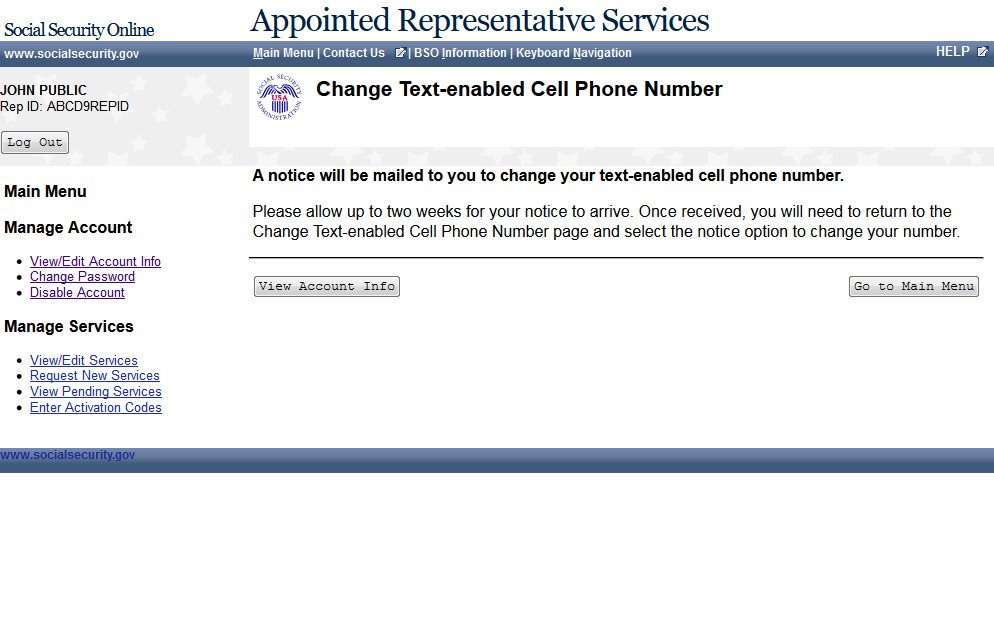 Social Security Online
Appointed Representative Services
www.socialsecurity.gov
Main Menu | Contact Us | BSO Information | Keyboard Navigation
HELP
JOHN PUBLIC
Rep ID: ABCD9REPID
Log Out
SOCIAL SECURITY ADMINISTRATION
USA
Change Text-enabled Cell Phone Number
Main Menu
Manage Account
• View/Edit Account Info
• Change Password
• Disable Account
Manage Services
• View/Edit Services
• Request New Services
• View Pending Services
• Enter Activation Codes
A notice will be mailed to you to change your text-enabled cell phone number.
Please allow up to two weeks for your notice to arrive. Once received, you will need to return to the
Change Text-enabled Cell Phone Number page and select the notice option to change your number.
View Account Info
Go to Main Menu
www.socialsecurity.gov